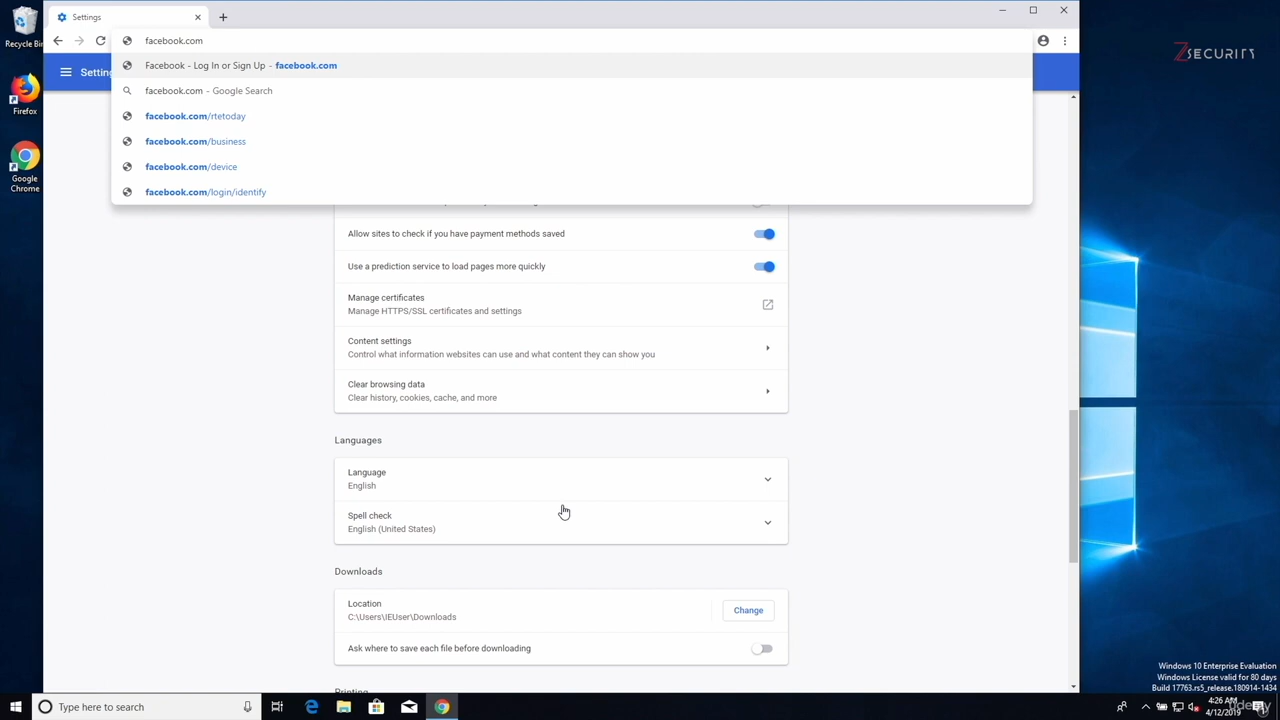 Settings
facebook.com
Recycle Bin
Settin
Facebook - Log In or Sign Up - facebook.com
facebook.com - Google Search
facebook.com/rtetoday
facebook.com/business
facebook.com/device
facebook.com/login/identify
Firefox
Google
Chrome
ZSECURITY
Allow sites to check if you have payment methods saved
Use a prediction service to load pages more quickly
Manage certificates
Manage HTTPS/SSL certificates and settings
Content settings
Control what information websites can use and what content they can show you
Clear browsing data
Clear history, cookies, cache, and more
Languages
Language
English
Spell check
English (United States)
Downloads
Location
C:\Users\IEUser\Downloads
Change
Ask where to save each file before downloading
Printing
Windows 10 Enterprise Evaluation
Windows License valid for 80 days
Build 17763.rs5_release.180914-1434
Type here to search
4:26 AM
4/12/2019
Udemy